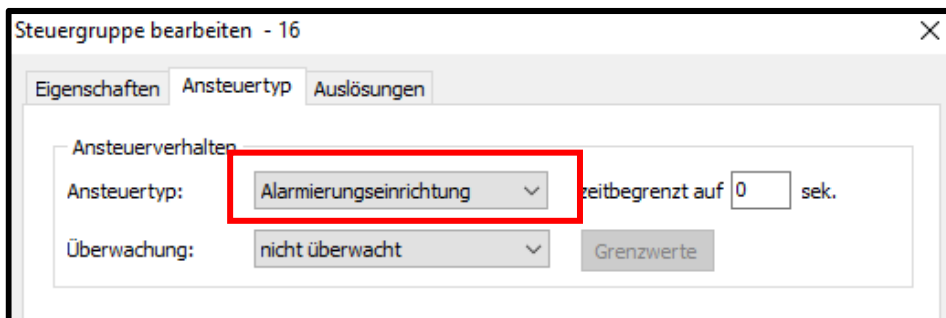 Steuergruppe bearbeiten - 16
Eigenschaften Ansteuertyp Auslösungen
Ansteuerverhalten
Ansteuertyp: Alarmierungseinrichtung zeitbegrenzt auf 0 sek.
Überwachung: nicht überwacht Grenzwerte